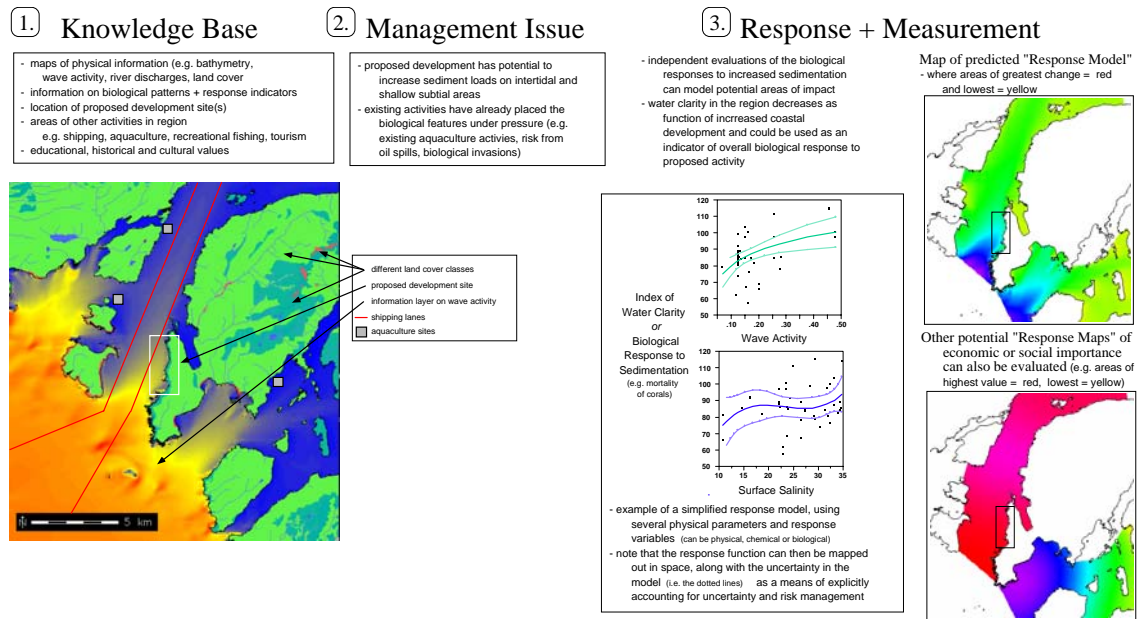 1.
Knowledge Base
- maps of physical information (e.g. bathymetry,
wave activity, river discharges, land cover
- information on biological patterns + response indicators
- location of proposed development site(s)
- areas of other activities in region
e.g. shipping, aquaculture, recreational fishing, tourism
- educational, historical and cultural values
2.
Management Issue
- proposed development has potential to
increase sediment loads on intertidal and
shallow subtial areas
- existing activities have already placed the
biological features under pressure (e.g.
existing aquaculture activies, risk from
oil spills, biological invasions)
different land cover classes
proposed development site
information layer on wave activity
shipping lanes
aquaculture sites
5 km
3.
Response + Measurement
- independent evaluations of the biological
responses to increased sedimentation
can model potential areas of impact
- water clarity in the region decreases as
function of increased coastal
development and could be used as an
indicator of overall biological response to
proposed activity
Index of
Water Clarity
or
Biological
Response to
Sedimentation
(e.g. mortality
of corals)
120
110
100
90
80
70
60
50
.00
.10
.20
.30
.40
.50
Wave Activity
120
110
100
90
80
70
60
50
10
15
20
25
30
35
Surface Salinity
- example of a simplified response model, using
several physical parameters and response
variables (can be physical, chemical or biological)
- note that the response function can then be mapped
out in space, along with the uncertainty in the
model (i.e. the dotted lines) as a means of explicitly
accounting for uncertainty and risk management
Map of predicted "Response Model"
- where areas of greatest change = red
and lowest = yellow
Other potential "Response Maps" of
economic or social importance
can also be evaluated (e.g. areas of
highest value = red, lowest = yellow)